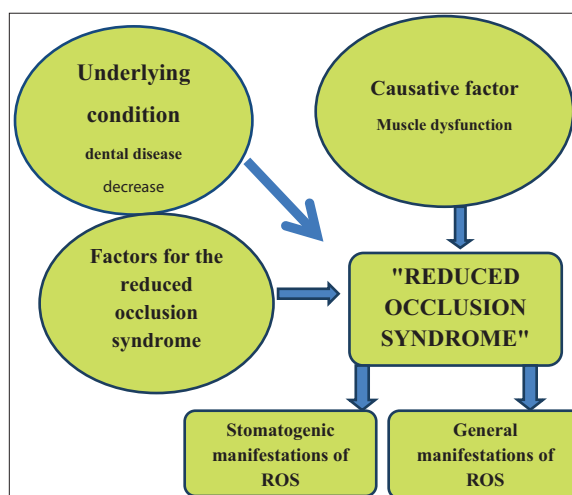 Underlying
condition
dental disease
decrease
Causative factor
Muscle dysfunction
Factors for the
reduced
occlusion
syndrome
"REDUCED
OCCLUSION
SYNDROME"
Stomatogenic
manifestations of
ROS
General
manifestations of
ROS